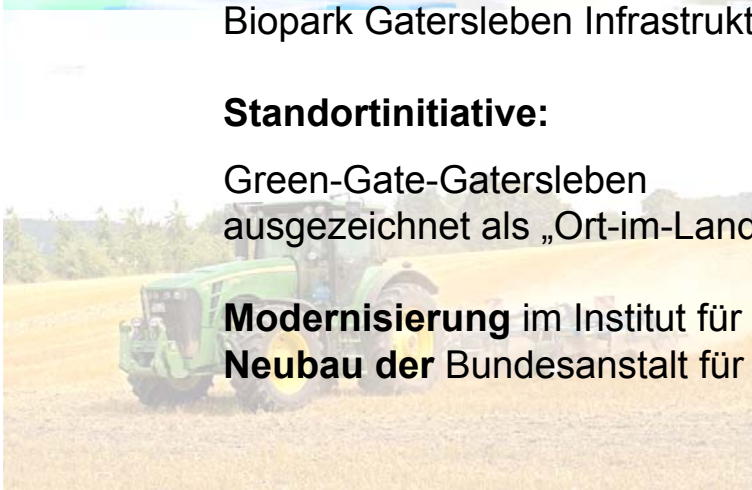 Biopark Gatersleben Infrastrukt
Standortinitiative:
Green-Gate-Gatersleben
ausgezeichnet als „Ort-im-Land
Modernisierung im Institut für
Neubau der Bundesanstalt für